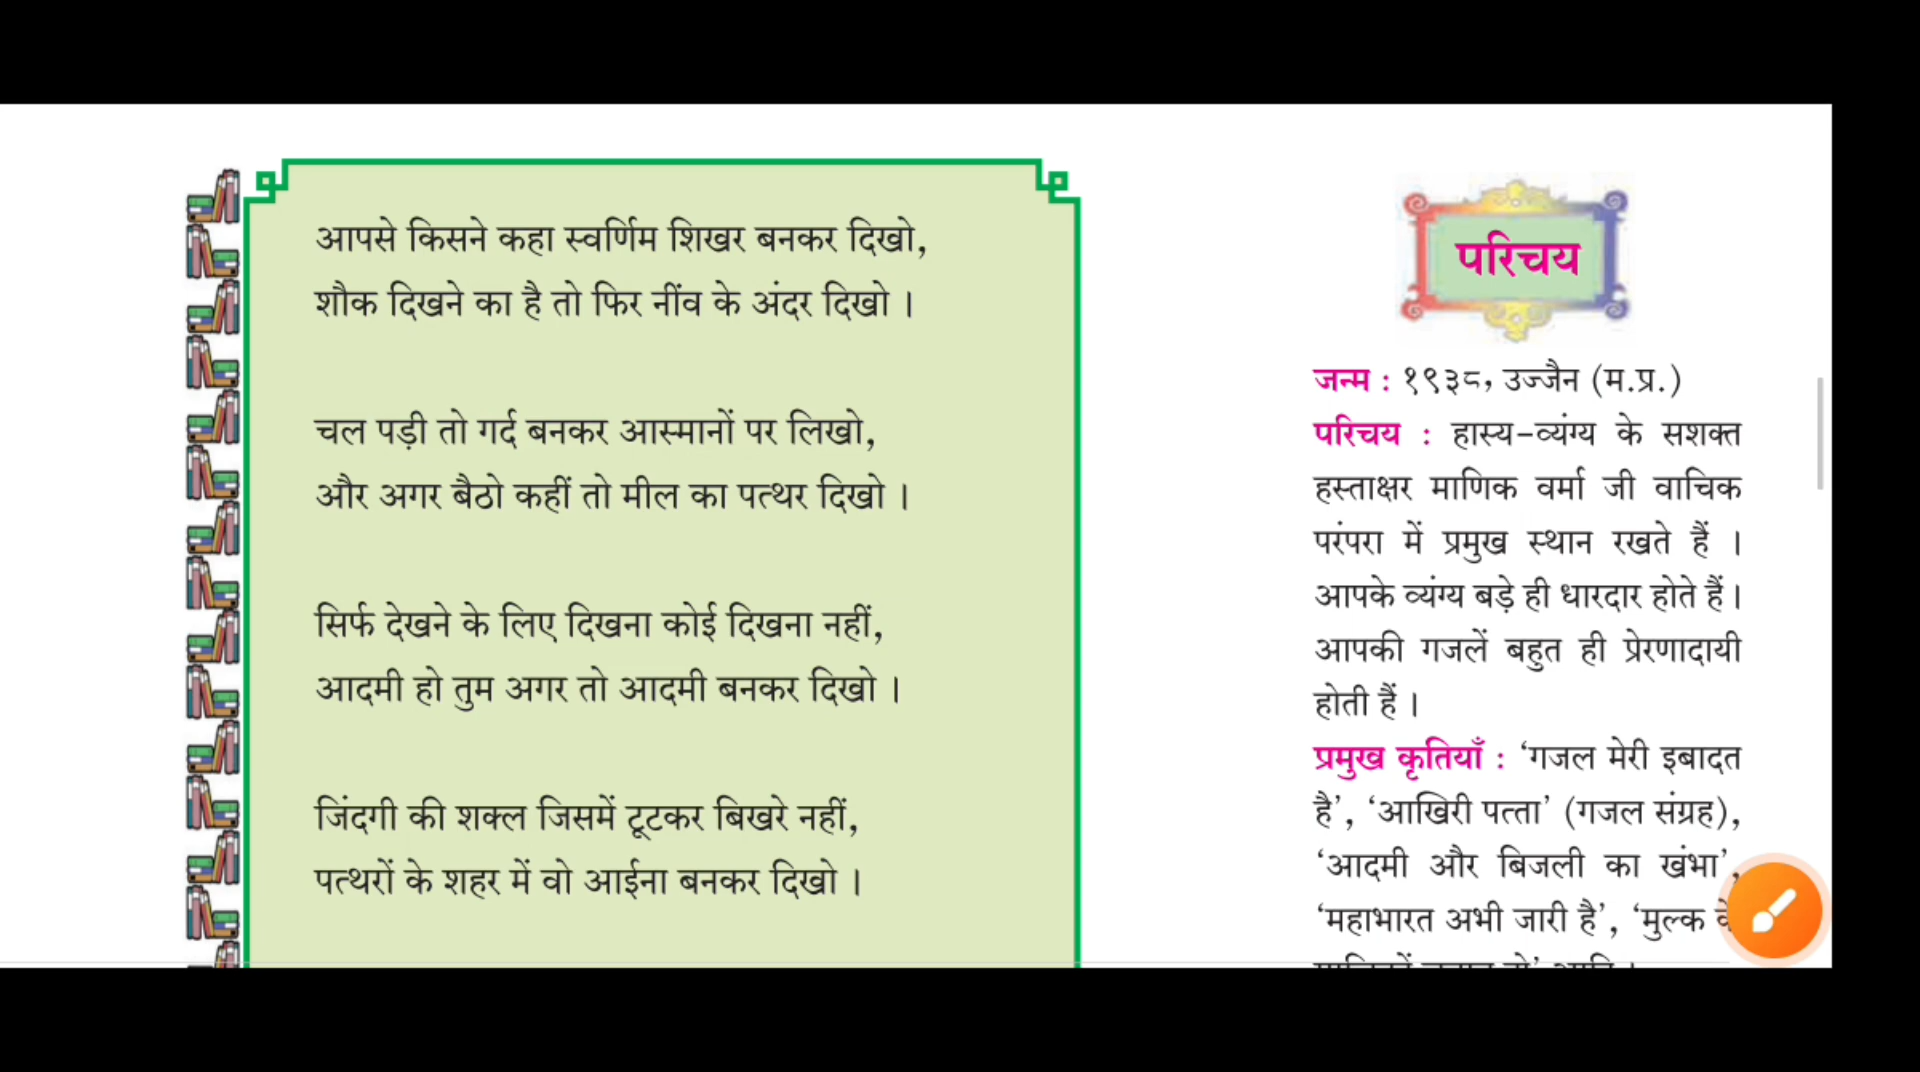 आपसे किसने कहा स्वर्णिम शिखर बनकर दिखो,
शौक दिखने का है तो फिर नींव के अंदर दिखो ।
चल पड़ी तो गर्द बनकर आस्मानों पर लिखो,
और अगर बैठो कहीं तो मील का पत्थर दिखो ।
सिर्फ देखने के लिए दिखना कोई दिखना नहीं,
आदमी हो तुम अगर तो आदमी बनकर दिखो ।
जिंदगी की शक्ल जिसमें टूटकर बिखरे नहीं,
पत्थरों के शहर में वो आईना बनकर दिखो ।
परिचय
जन्म : १९३८, उज्जैन (म.प्र.)
परिचय : हास्य-व्यंग्य के सशक्त
हस्ताक्षर माणिक वर्मा जी वाचिक
परंपरा में प्रमुख स्थान रखते हैं ।
आपके व्यंग्य बड़े ही धारदार होते हैं।
आपकी गजलें बहुत ही प्रेरणादायी
होती हैं ।
प्रमुख कृतियाँ : ‘गजल मेरी इबादत
है’, ‘आखिरी पत्ता’ (गजल संग्रह),
‘आदमी और बिजली का खंभा’,
‘महाभारत अभी जारी है’, ‘मुल्क